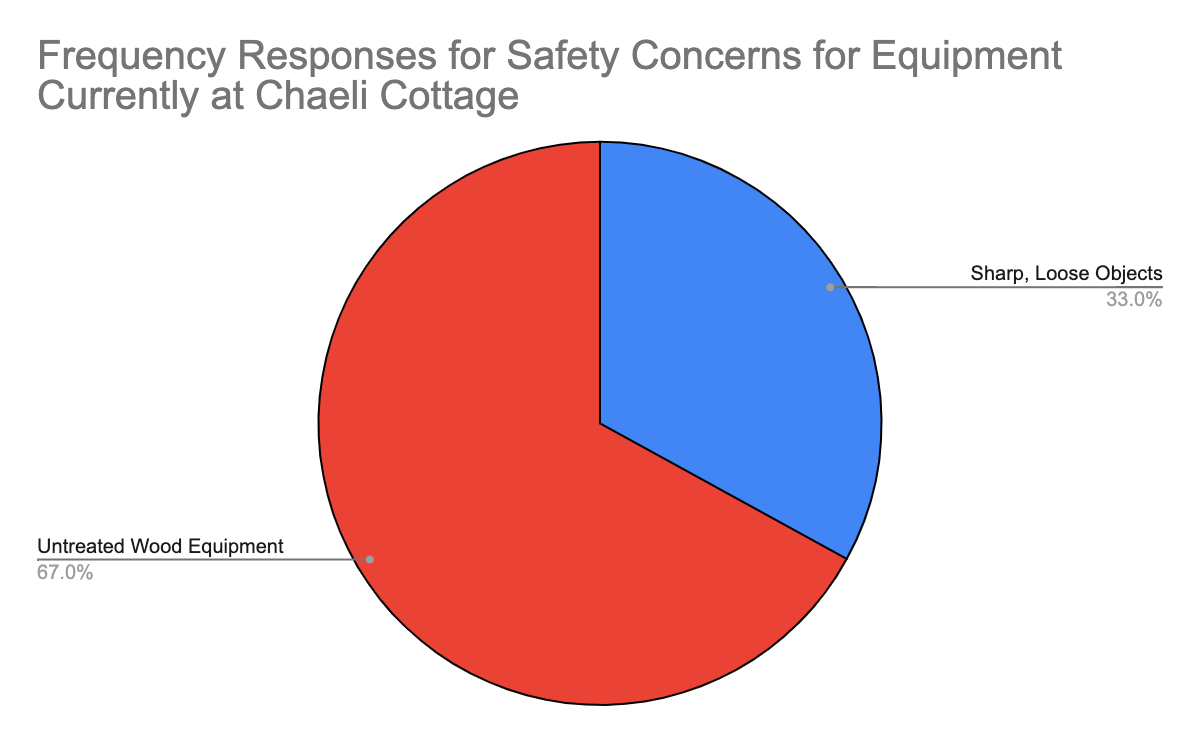 Frequency Responses for Safety Concerns for Equipment
Currently at Chaeli Cottage
Sharp, Loose Objects
33.0%
Untreated Wood Equipment
67.0%